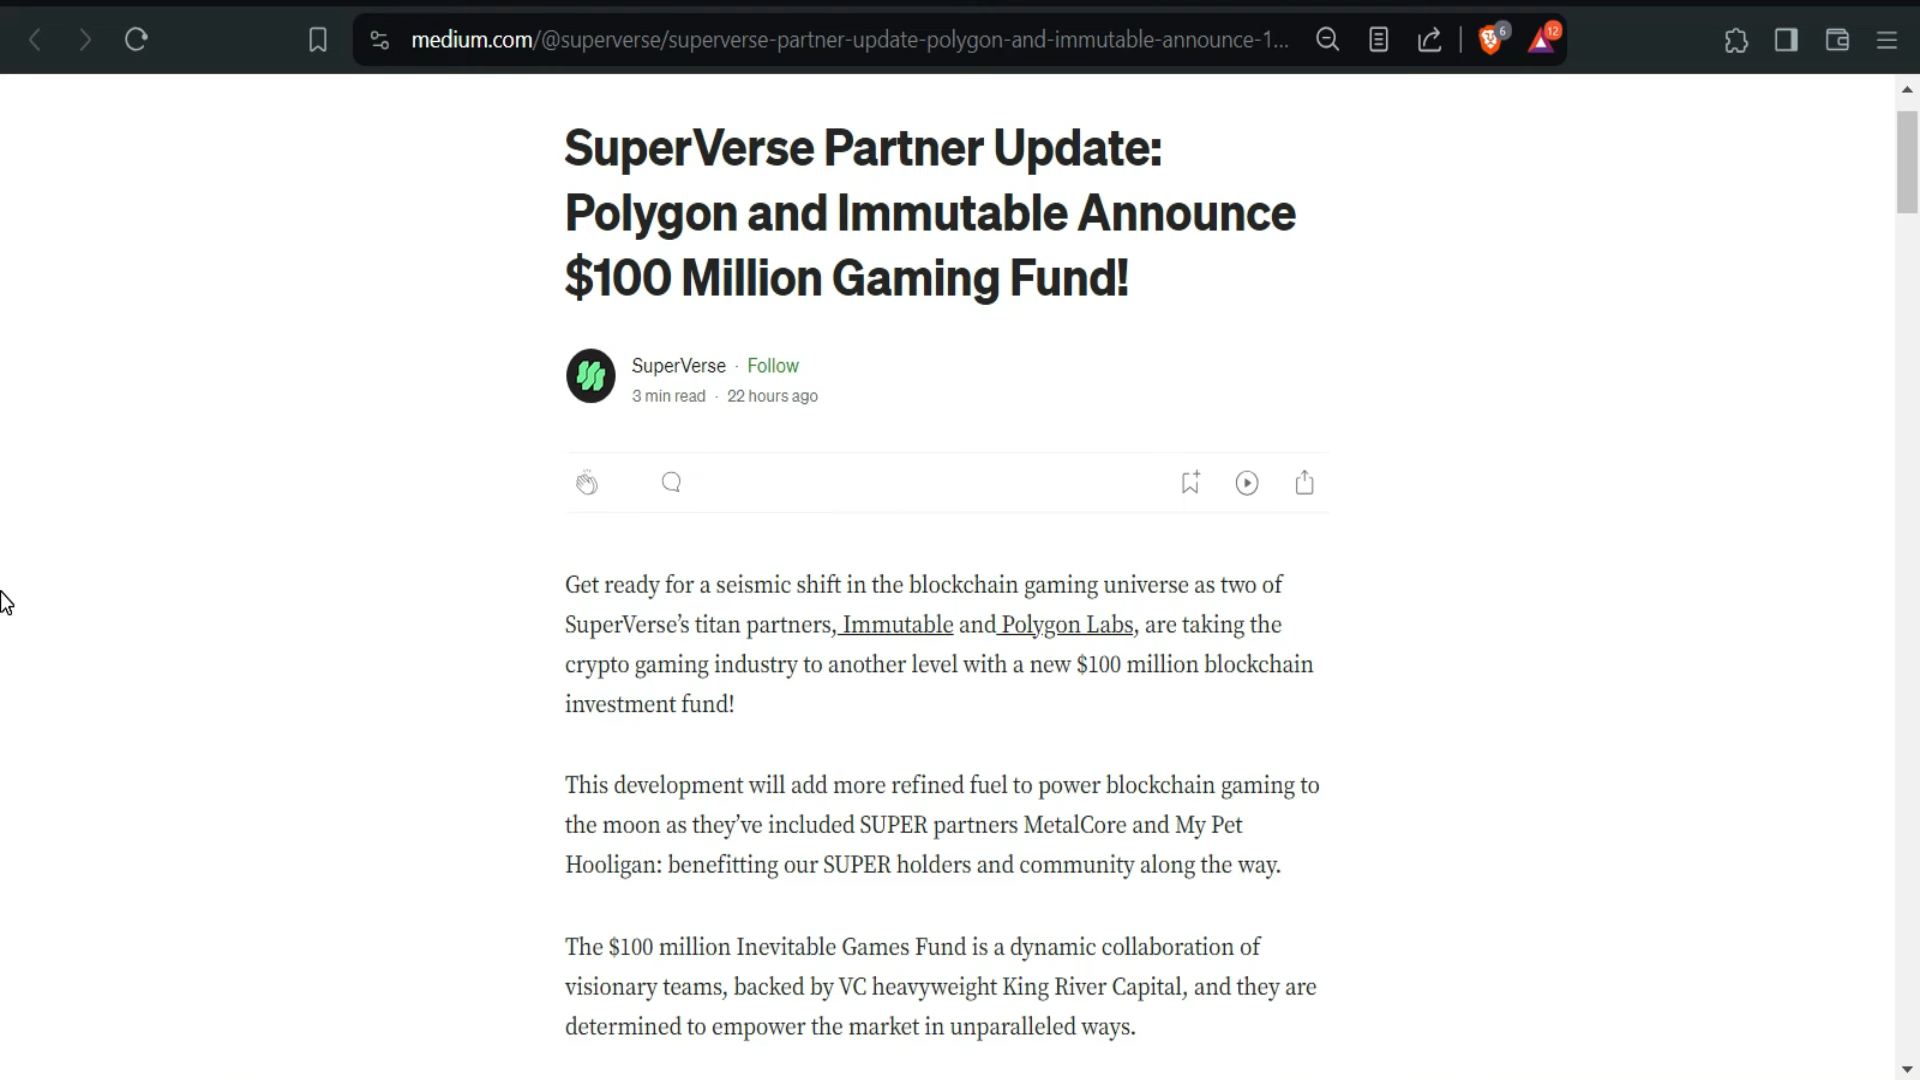 medium.com/@superverse/superverse-partner-update-polygon-and-immutable-announce-1...
6
12
SuperVerse Partner Update:
Polygon and Immutable Announce
$100 Million Gaming Fund!
SuperVerse · Follow
3 min read · 22 hours ago
Get ready for a seismic shift in the blockchain gaming universe as two of
SuperVerse’s titan partners, Immutable and Polygon Labs, are taking the
crypto gaming industry to another level with a new $100 million blockchain
investment fund!
This development will add more refined fuel to power blockchain gaming to
the moon as they’ve included SUPER partners MetalCore and My Pet
Hooligan: benefitting our SUPER holders and community along the way.
The $100 million Inevitable Games Fund is a dynamic collaboration of
visionary teams, backed by VC heavyweight King River Capital, and they are
determined to empower the market in unparalleled ways.